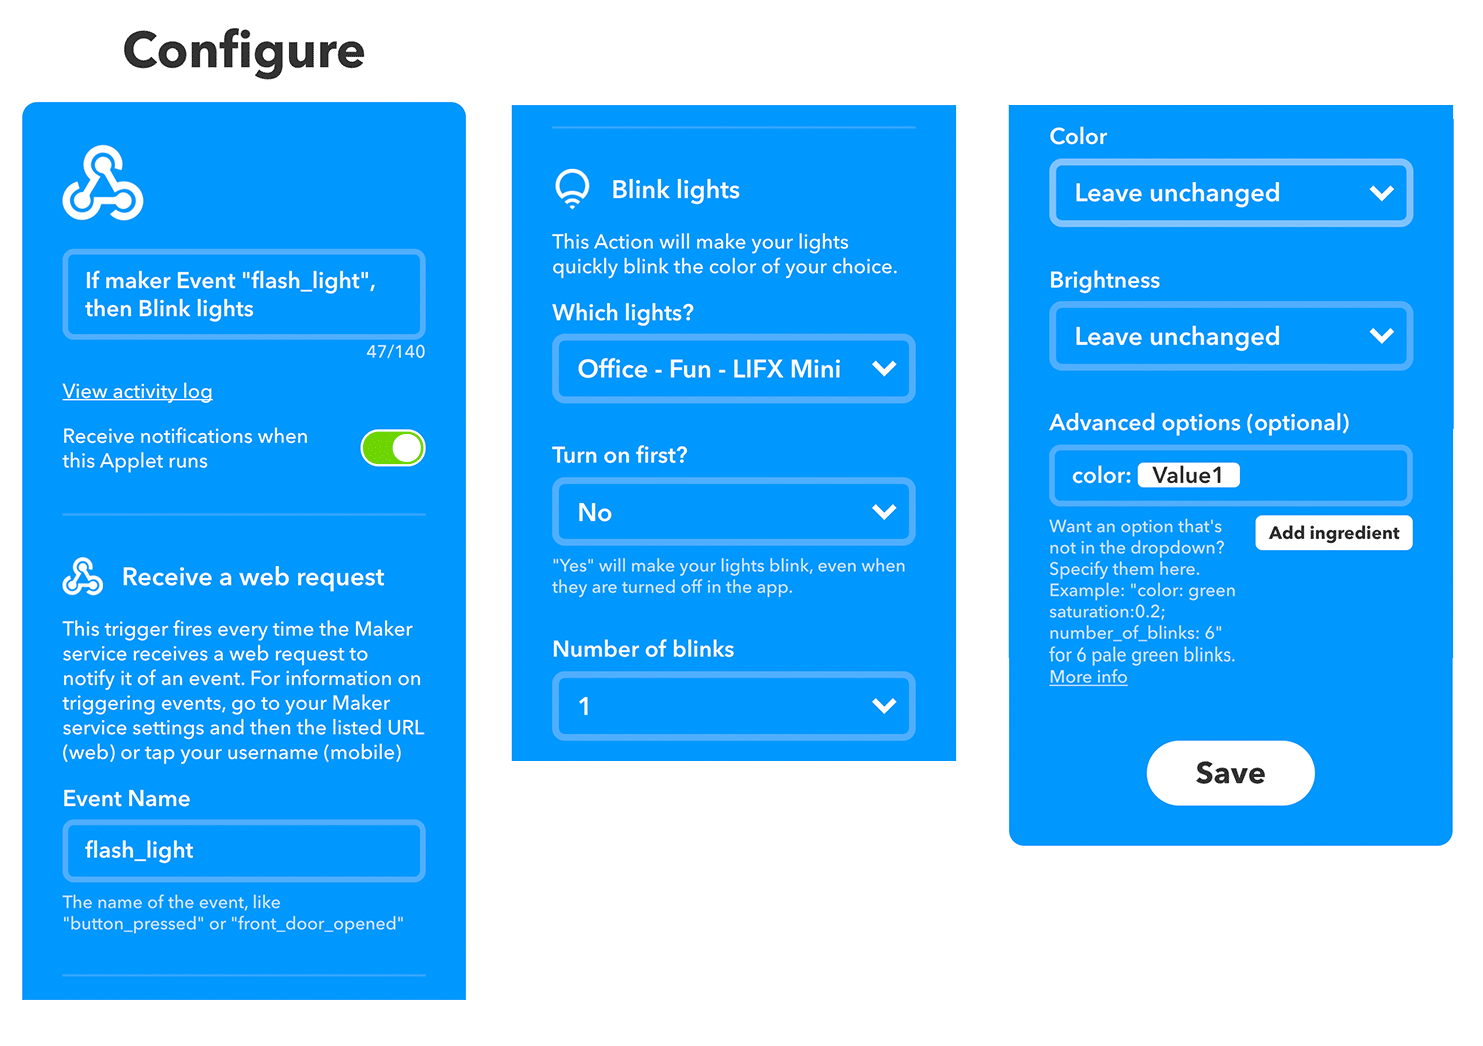 Configure
If maker Event "flash_light",
then Blink lights
47/140
View activity log
Receive notifications when
this Applet runs
Receive a web request
This trigger fires every time the Maker
service receives a web request to
notify it of an event. For information on
triggering events, go to your Maker
service settings and then the listed URL
(web) or tap your username (mobile)
Event Name
flash_light
The name of the event, like
"button_pressed" or "front_door_opened"
Blink lights
This Action will make your lights
quickly blink the color of your choice.
Which lights?
Office - Fun - LIFX Mini
Turn on first?
No
"Yes" will make your lights blink, even when
they are turned off in the app.
Number of blinks
1
Color
Leave unchanged
Brightness
Leave unchanged
Advanced options (optional)
color: Value1
Want an option that's
not in the dropdown?
Specify them here.
Example: "color: green
saturation:0.2;
number_of_blinks: 6"
for 6 pale green blinks.
More info
Add ingredient
Save